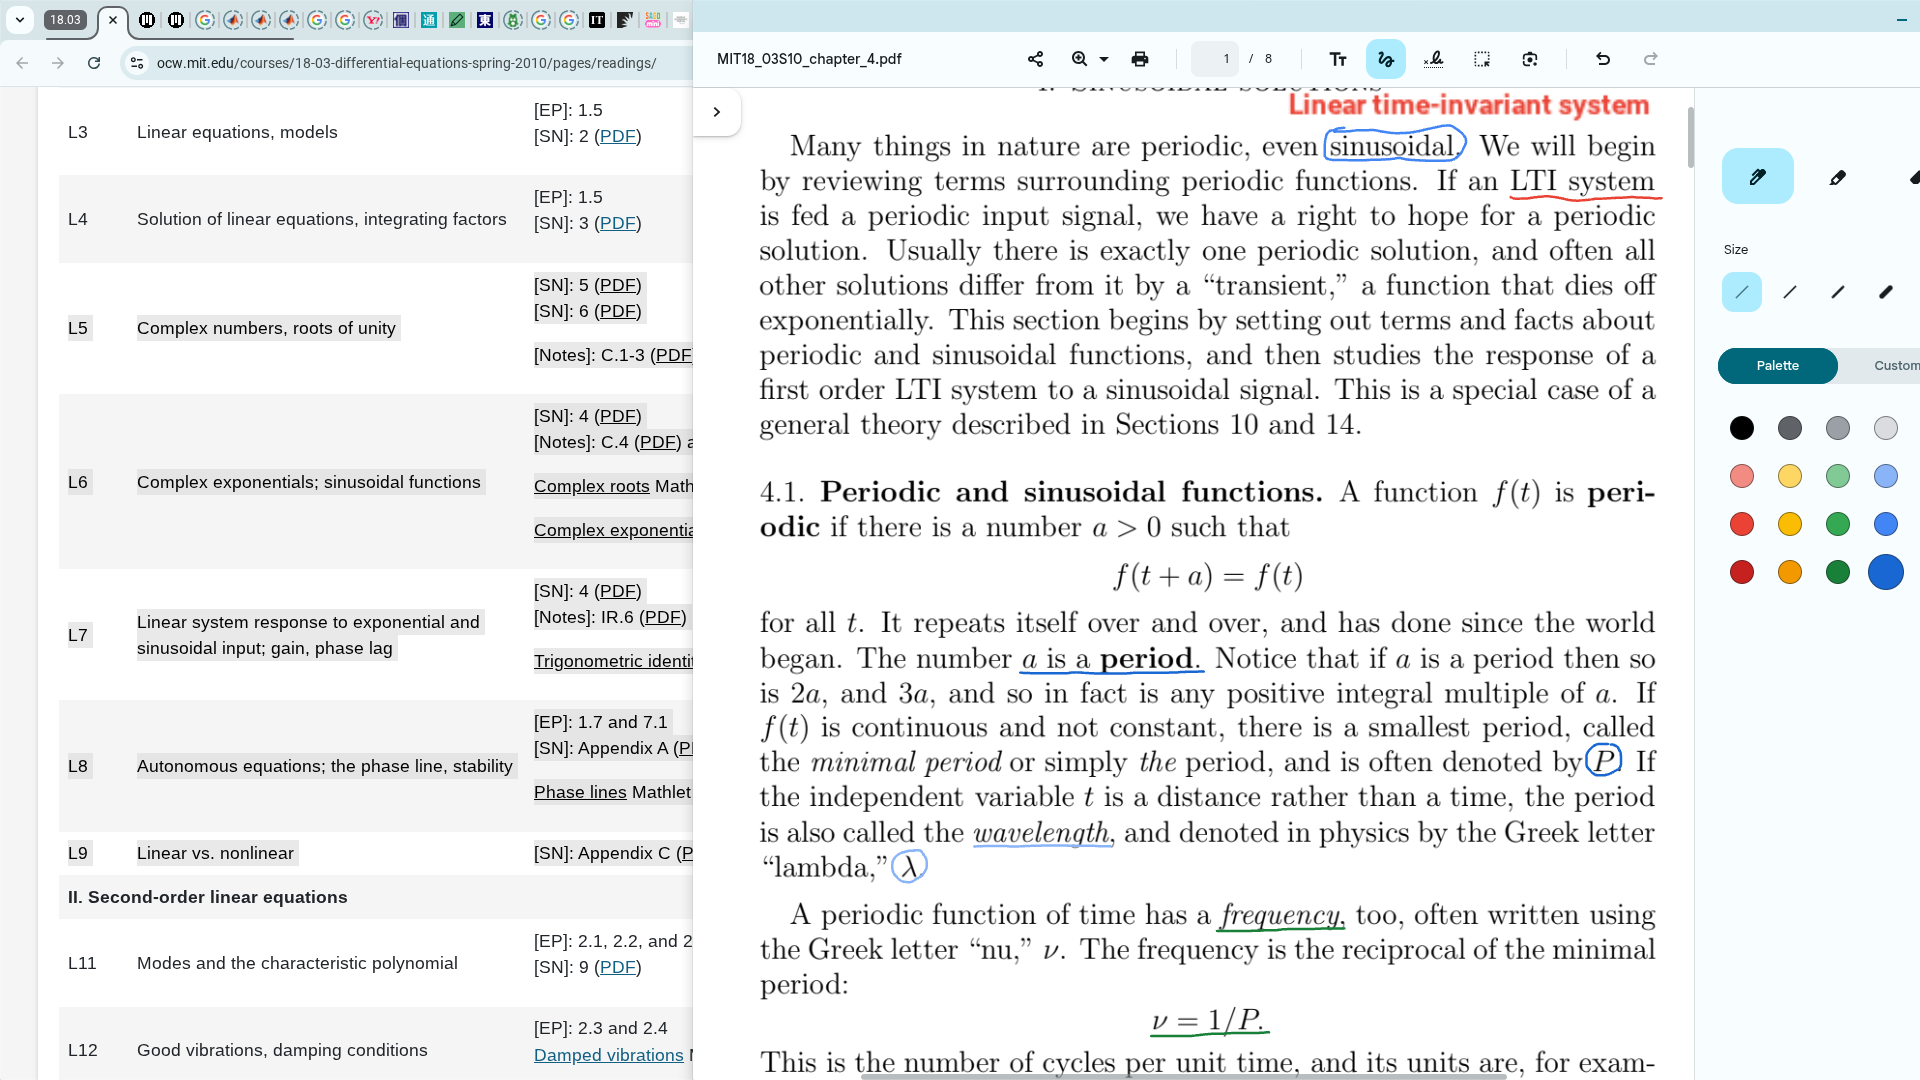 18.03
ocw.mit.edu/courses/18-03-differential-equations-spring-2010/pages/readings/
L3
Linear equations, models
[EP]: 1.5
[SN]: 2 (PDF)
L4
Solution of linear equations, integrating factors
[EP]: 1.5
[SN]: 3 (PDF)
L5
Complex numbers, roots of unity
[SN]: 5 (PDF)
[SN]: 6 (PDF)
[Notes]: C.1-3 (PDF
L6
Complex exponentials; sinusoidal functions
[SN]: 4 (PDF)
[Notes]: C.4 (PDF) a
Complex roots Math
Complex exponentia
L7
Linear system response to exponential and
sinusoidal input; gain, phase lag
[SN]: 4 (PDF)
[Notes]: IR.6 (PDF)
Trigonometric identit
L8
Autonomous equations; the phase line, stability
[EP]: 1.7 and 7.1
[SN]: Appendix A (P
Phase lines Mathlet
L9
Linear vs. nonlinear
[SN]: Appendix C (P
II. Second-order linear equations
L11
Modes and the characteristic polynomial
[EP]: 2.1, 2.2, and 2
[SN]: 9 (PDF)
L12
Good vibrations, damping conditions
[EP]: 2.3 and 2.4
Damped vibrations M
MIT18_03S10_chapter_4.pdf
1 / 8
4. SINUSOIDAL SOLUTIONS
Linear time-invariant system
Many things in nature are periodic, even sinusoidal. We will begin
by reviewing terms surrounding periodic functions. If an LTI system
is fed a periodic input signal, we have a right to hope for a periodic
solution. Usually there is exactly one periodic solution, and often all
other solutions differ from it by a “transient,” a function that dies off
exponentially. This section begins by setting out terms and facts about
periodic and sinusoidal functions, and then studies the response of a
first order LTI system to a sinusoidal signal. This is a special case of a
general theory described in Sections 10 and 14.
4.1. Periodic and sinusoidal functions. A function f(t) is peri-
odic if there is a number a > 0 such that
f(t + a) = f(t)
for all t. It repeats itself over and over, and has done since the world
began. The number a is a period. Notice that if a is a period then so
is 2a, and 3a, and so in fact is any positive integral multiple of a. If
f(t) is continuous and not constant, there is a smallest period, called
the minimal period or simply the period, and is often denoted by P. If
the independent variable t is a distance rather than a time, the period
is also called the wavelength, and denoted in physics by the Greek letter
“lambda,” λ.
A periodic function of time has a frequency, too, often written using
the Greek letter “nu,” ν. The frequency is the reciprocal of the minimal
period:
ν = 1/P.
This is the number of cycles per unit time, and its units are, for exam-
Size
Palette
Custom